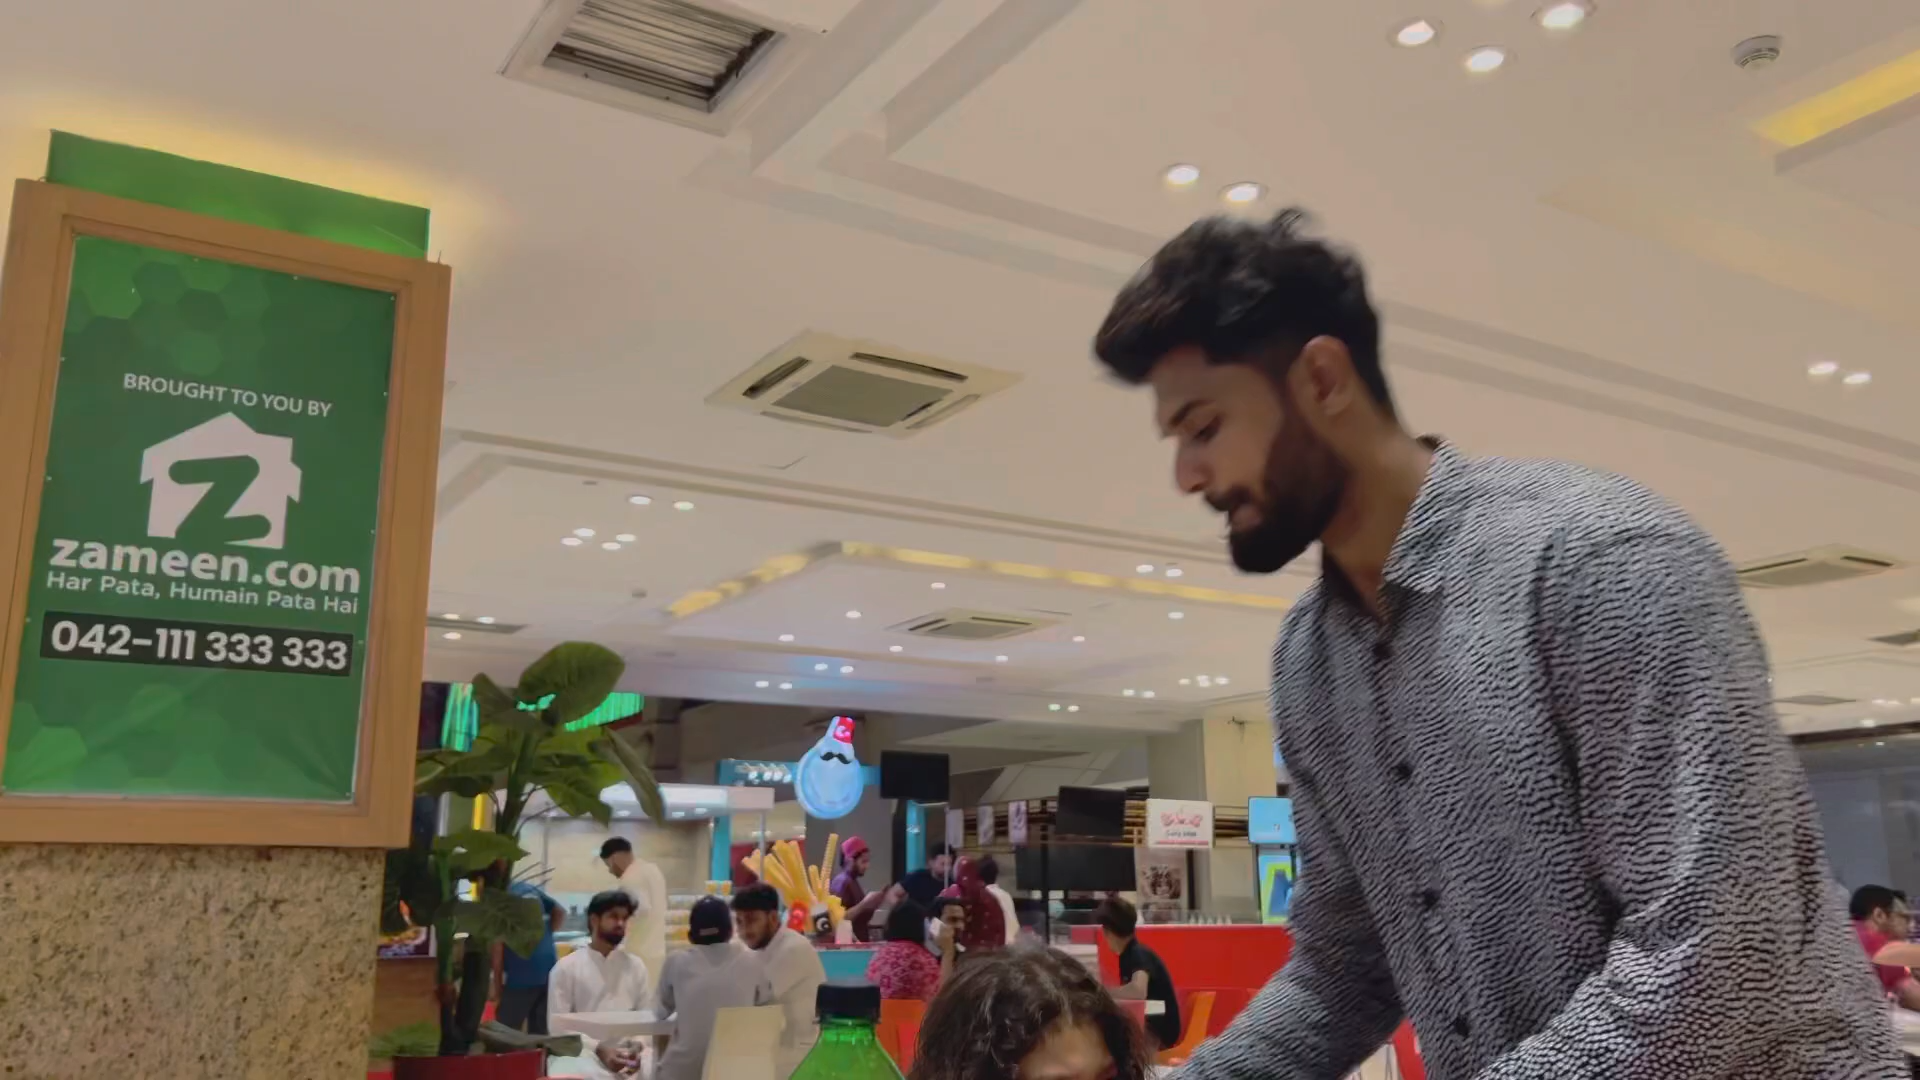 BROUGHT TO YOU BY
zameen.com
Har Pata, Humain Pata Hai
042-111 333 333